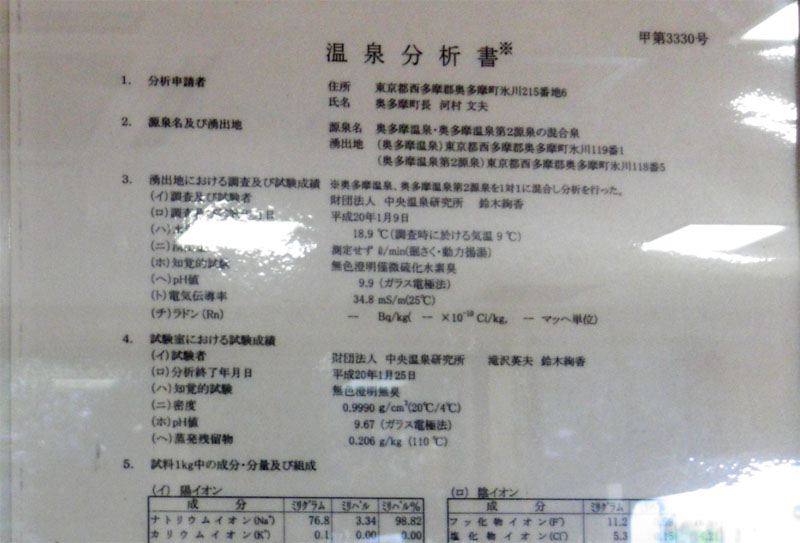 甲第3330号
温泉分析書※
1. 分析申請者 住所 東京都西多摩郡奥多摩町氷川215番地6
氏名 奥多摩町長 河村 文夫
2. 源泉名及び湧出地 源泉名 奥多摩温泉・奥多摩温泉第2源泉の混合泉
湧出地 (奥多摩温泉)東京都西多摩郡奥多摩町氷川119番1
(奥多摩温泉第2源泉)東京都西多摩郡奥多摩町氷川118番5
3. 湧出地における調査及び試験成績 ※奥多摩温泉、奥多摩温泉第2源泉を1対1に混合し分析を行った。
(イ)調査及び試験者 財団法人 中央温泉研究所 鈴木絢香
(ロ)調査 平成20年1月9日
(ハ) 18.9 ℃(調査時に於ける気温 9 ℃)
(ニ) 測定せず ℓ/min(掘さく・動力揚湯)
(ホ)知覚的試験 無色澄明僅微硫化水素臭
(ヘ)pH値 9.9 (ガラス電極法)
(ト)電気伝導率 34.8 mS/m(25℃)
(チ)ラドン(Rn) — Bq/kg( — ×10⁻¹⁰ Ci/kg, — マッヘ単位)
4. 試験室における試験成績
(イ)試験者 財団法人 中央温泉研究所 滝沢英夫 鈴木絢香
(ロ)分析終了年月日 平成20年1月25日
(ハ)知覚的試験 無色澄明無臭
(ニ)密度 0.9990 g/cm³(20℃/4℃)
(ホ)pH値 9.67 (ガラス電極法)
(ヘ)蒸発残留物 0.206 g/kg (110℃)
5. 試料1kg中の成分・分量及び組成
(イ) 陽イオン (ロ) 陰イオン
成 分 ミリグラム ミリバル ミリバル% 成 分 ミリグラム
ナトリウムイオン(Na⁺) 76.8 3.34 98.82 フッ化物イオン(F⁻) 11.2
カリウムイオン(K⁺) 0.1 0.00 0.00 塩化物イオン(Cl⁻) 5.3